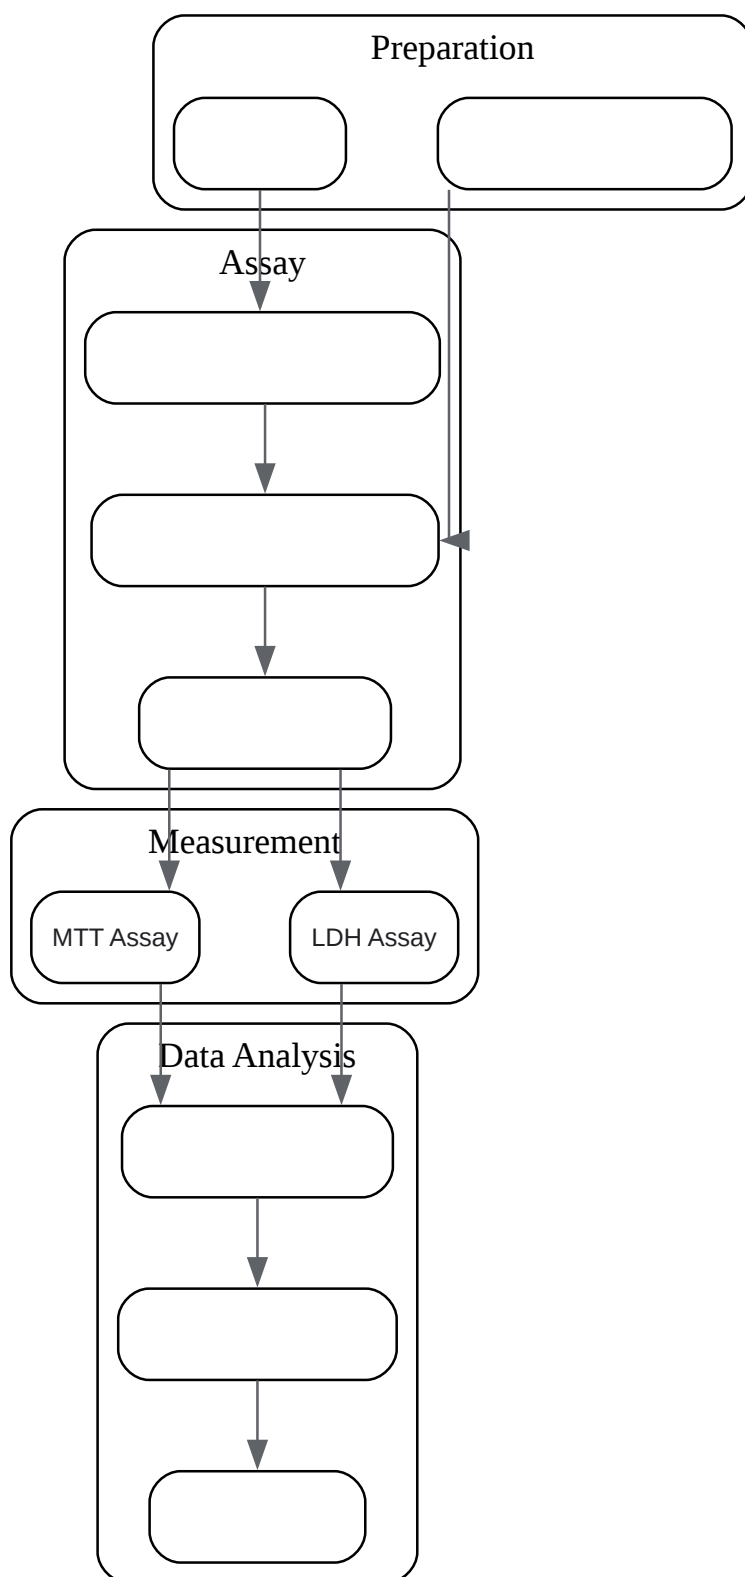 Preparation
Assay
Measurement
MTT Assay
LDH Assay
Data Analysis